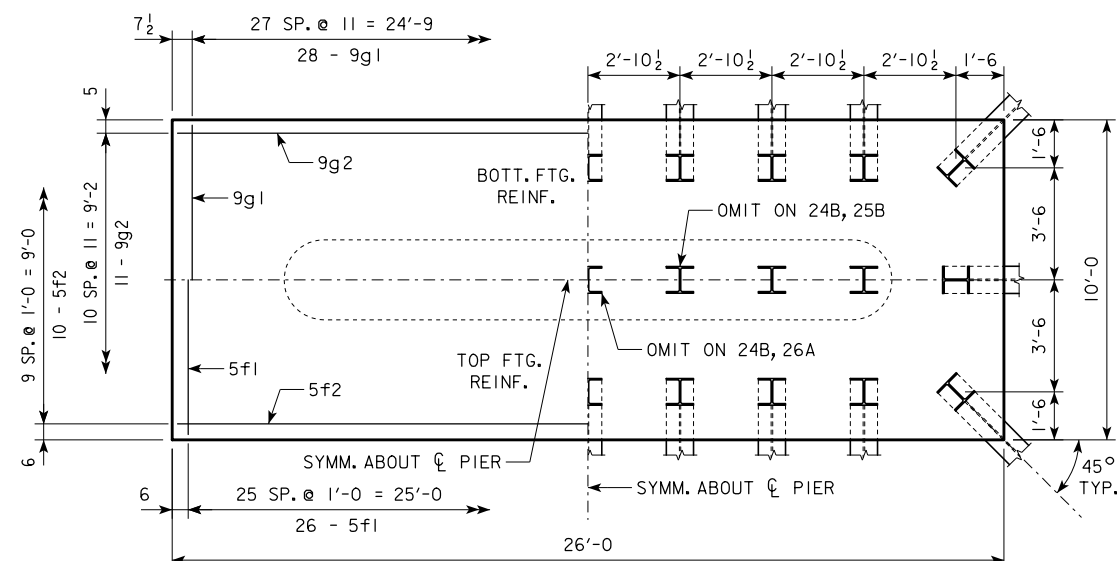 7½
27 SP. @ 11 = 24'-9
28 - 9g1
2'-10½
2'-10½
2'-10½
2'-10½
1'-6
5
9g2
BOTT. FTG.
REINF.
9g1
OMIT ON 24B, 25B
1'-6
3'-6
10'-0
3'-6
1'-6
9 SP. @ 1'-0 = 9'-0
10 - 5f2
10 SP. @ 11 = 9'-2
11 - 9g2
5f1
TOP FTG.
REINF.
OMIT ON 24B, 26A
5f2
6
SYMM. ABOUT ℄ PIER
SYMM. ABOUT ℄ PIER
45°
TYP.
6
25 SP. @ 1'-0 = 25'-0
26 - 5f1
26'-0